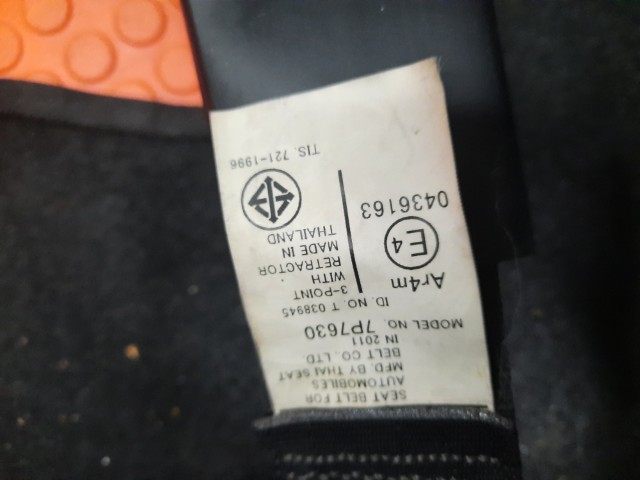 SEAT BELT FOR
AUTOMOBILES
MFD. BY THAI SEAT
BELT CO., LTD.
IN 2011
MODEL NO. 7P7630
ID. NO. T 038945
3-POINT
WITH
RETRACTOR
MADE IN
THAILAND
TIS. 721-1996
Ar4m
E4
0436163